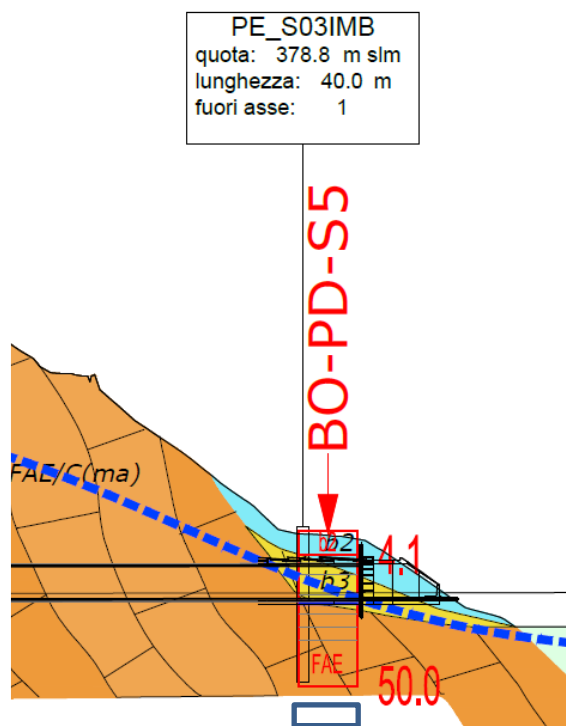 PE_S03IMB
quota: 378.8 m slm
lunghezza: 40.0 m
fuori asse: 1
BO-PD-S5
FAE/C(ma)
b2
4.1
b3
FAE
50.0